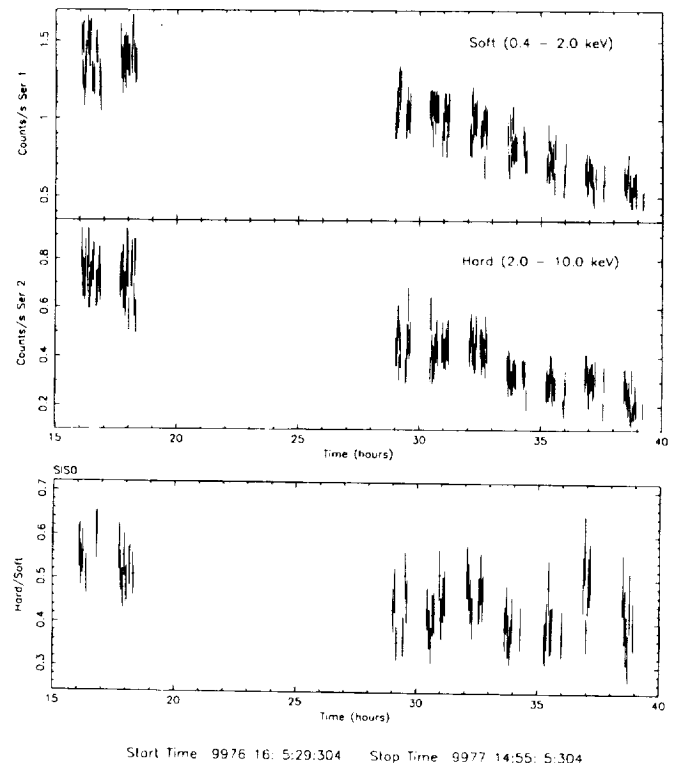 Soft (0.4 - 2.0 keV)
Counts/s Ser 1
1.5
1
0.5
Hard (2.0 - 10.0 keV)
Counts/s Ser 2
0.8
0.6
0.4
0.2
15 20 25 30 35 40
Time (hours)
SIS0
Hard/Soft
0.7
0.6
0.5
0.4
0.3
15 20 25 30 35 40
Time (hours)
Start Time 9976 16: 5:29:304 Stop Time 9977 14:55: 5:304